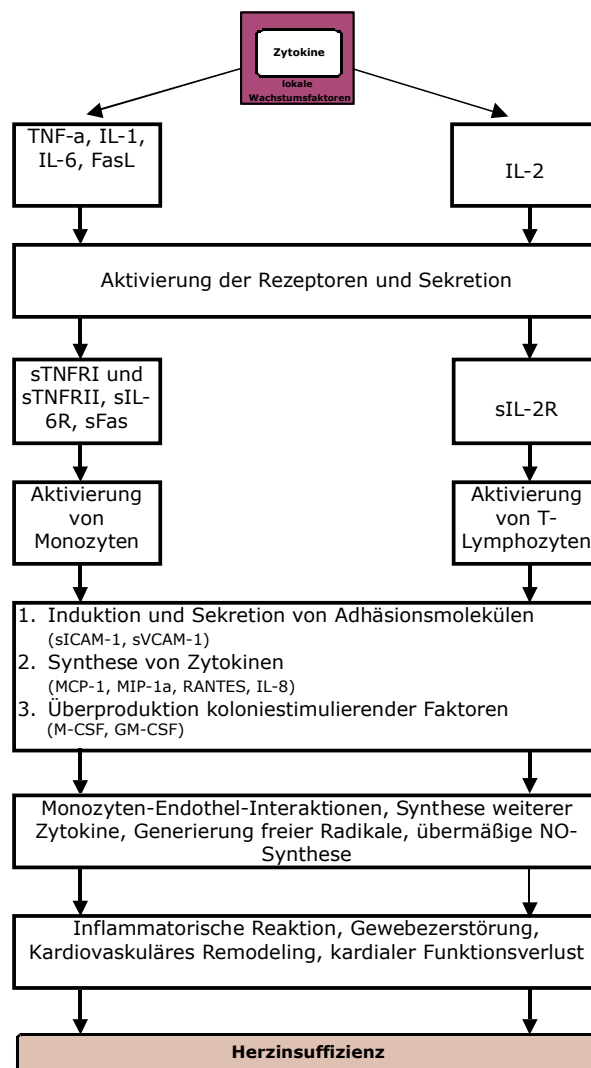 Zytokine
lokale
Wachstumsfaktoren
TNF-a, IL-1,
IL-6, FasL
IL-2
Aktivierung der Rezeptoren und Sekretion
sTNFRI und
sTNFRII, sIL-
6R, sFas
sIL-2R
Aktivierung
von
Monozyten
Aktivierung
von T-
Lymphozyten
1. Induktion und Sekretion von Adhäsionsmolekülen
(sICAM-1, sVCAM-1)
2. Synthese von Zytokinen
(MCP-1, MIP-1a, RANTES, IL-8)
3. Überproduktion koloniestimulierender Faktoren
(M-CSF, GM-CSF)
Monozyten-Endothel-Interaktionen, Synthese weiterer
Zytokine, Generierung freier Radikale, übermäßige NO-
Synthese
Inflammatorische Reaktion, Gewebezerstörung,
Kardiovaskuläres Remodeling, kardialer Funktionsverlust
Herzinsuffizienz